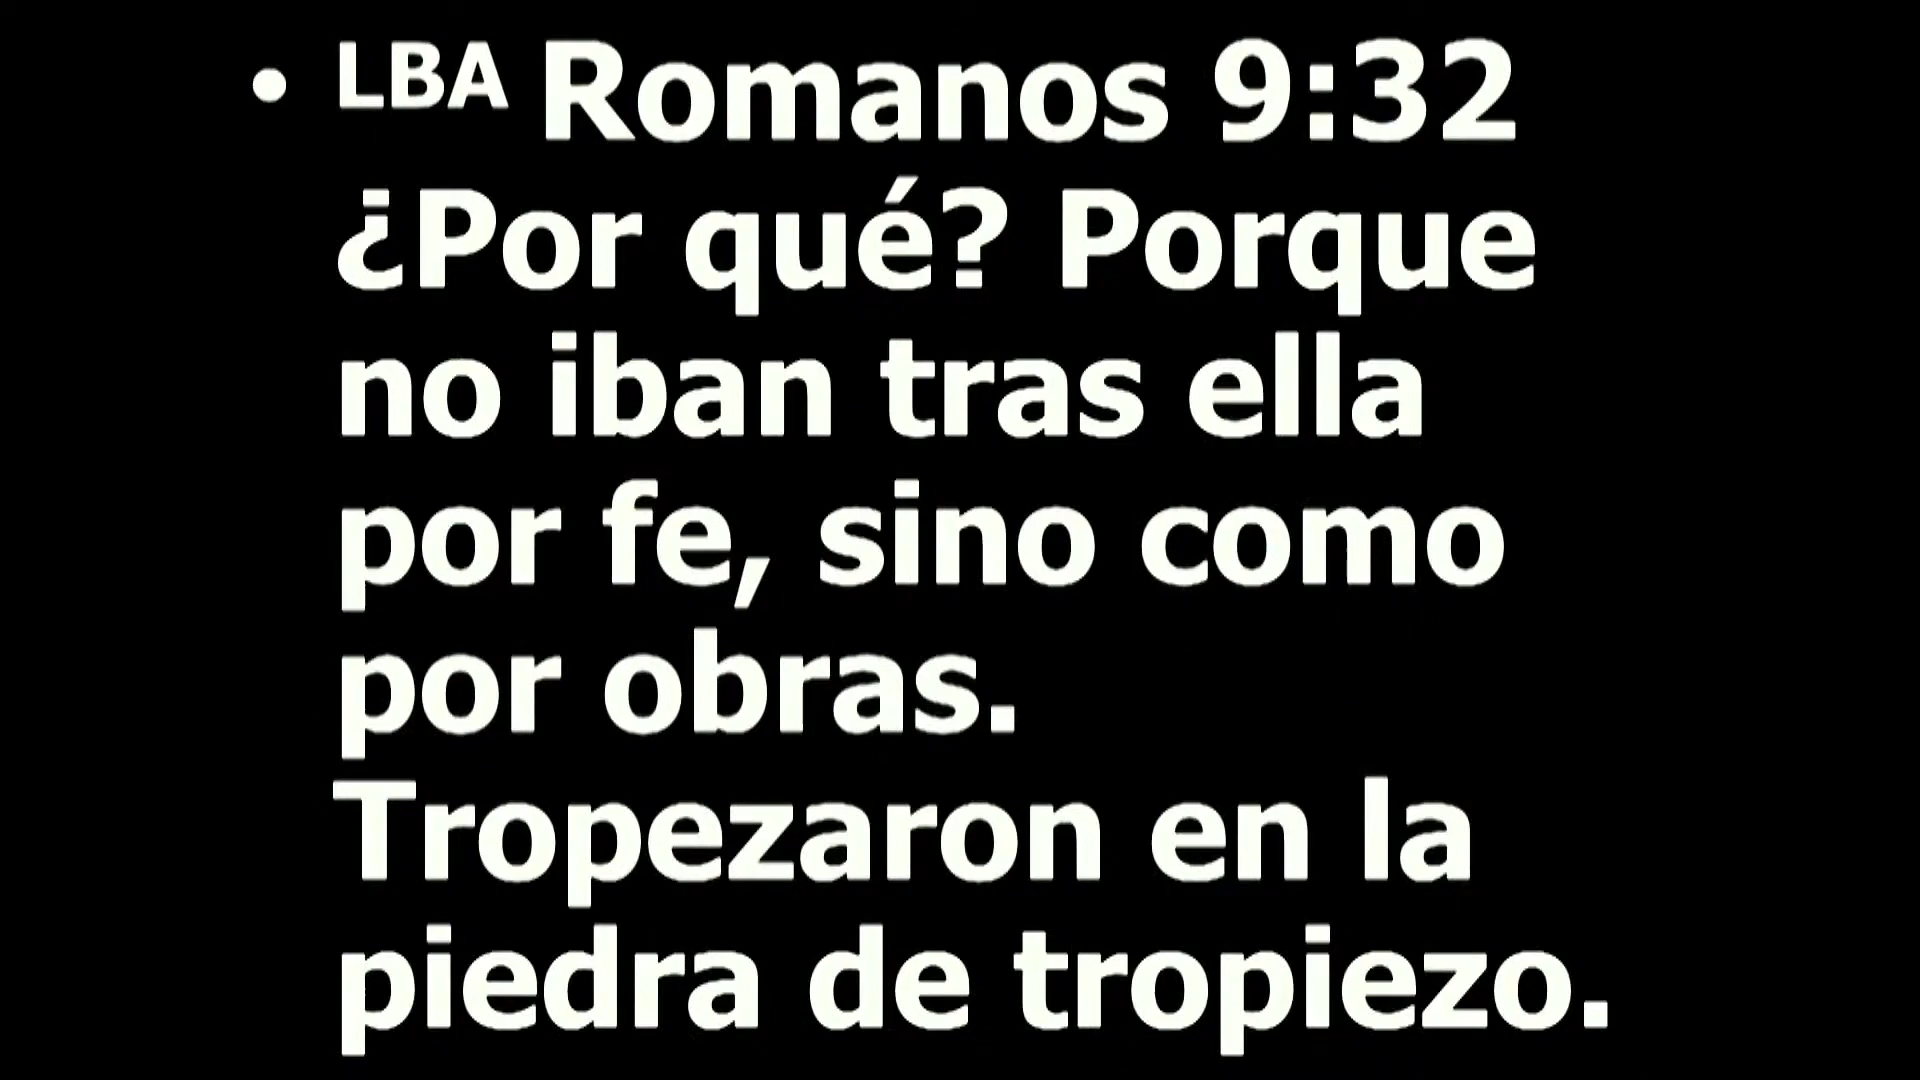 • LBA Romanos 9:32
¿Por qué? Porque
no iban tras ella
por fe, sino como
por obras.
Tropezaron en la
piedra de tropiezo.